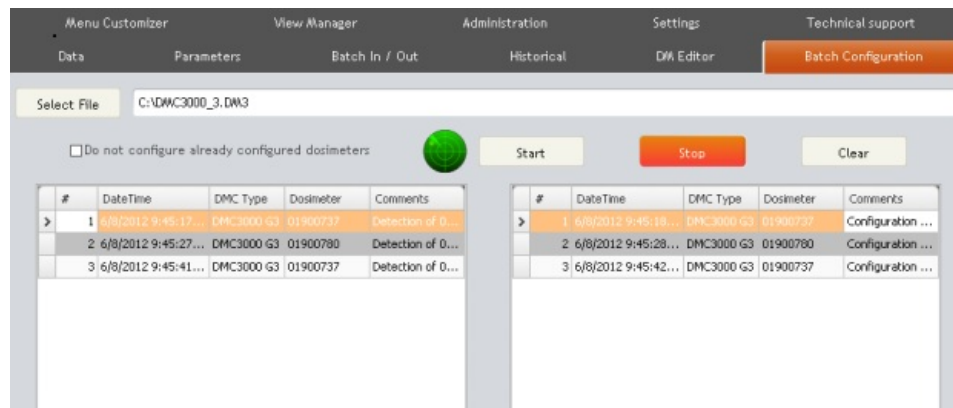 Menu Customizer View Manager Administration Settings Technical support
Data Parameters Batch In / Out Historical DM Editor Batch Configuration
Select File C:\DMC3000_3.DM3
Do not configure already configured dosimeters Start Stop Clear
# DateTime DMC Type Dosimeter Comments # DateTime DMC Type Dosimeter Comments
1 6/8/2012 9:45:17... DMC3000 G3 01900737 Detection of D... 1 6/8/2012 9:45:18... DMC3000 G3 01900737 Configuration ...
2 6/8/2012 9:45:27... DMC3000 G3 01900780 Detection of D... 2 6/8/2012 9:45:28... DMC3000 G3 01900780 Configuration ...
3 6/8/2012 9:45:41... DMC3000 G3 01900737 Detection of D... 3 6/8/2012 9:45:42... DMC3000 G3 01900737 Configuration ...